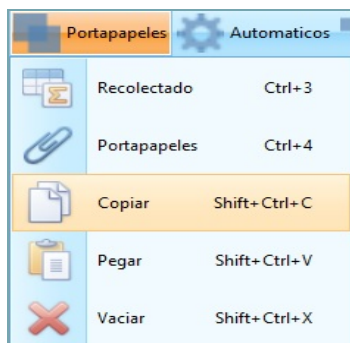 Portapapeles Automaticos
Recolectado Ctrl+3
Portapapeles Ctrl+4
Copiar Shift+Ctrl+C
Pegar Shift+Ctrl+V
Vaciar Shift+Ctrl+X